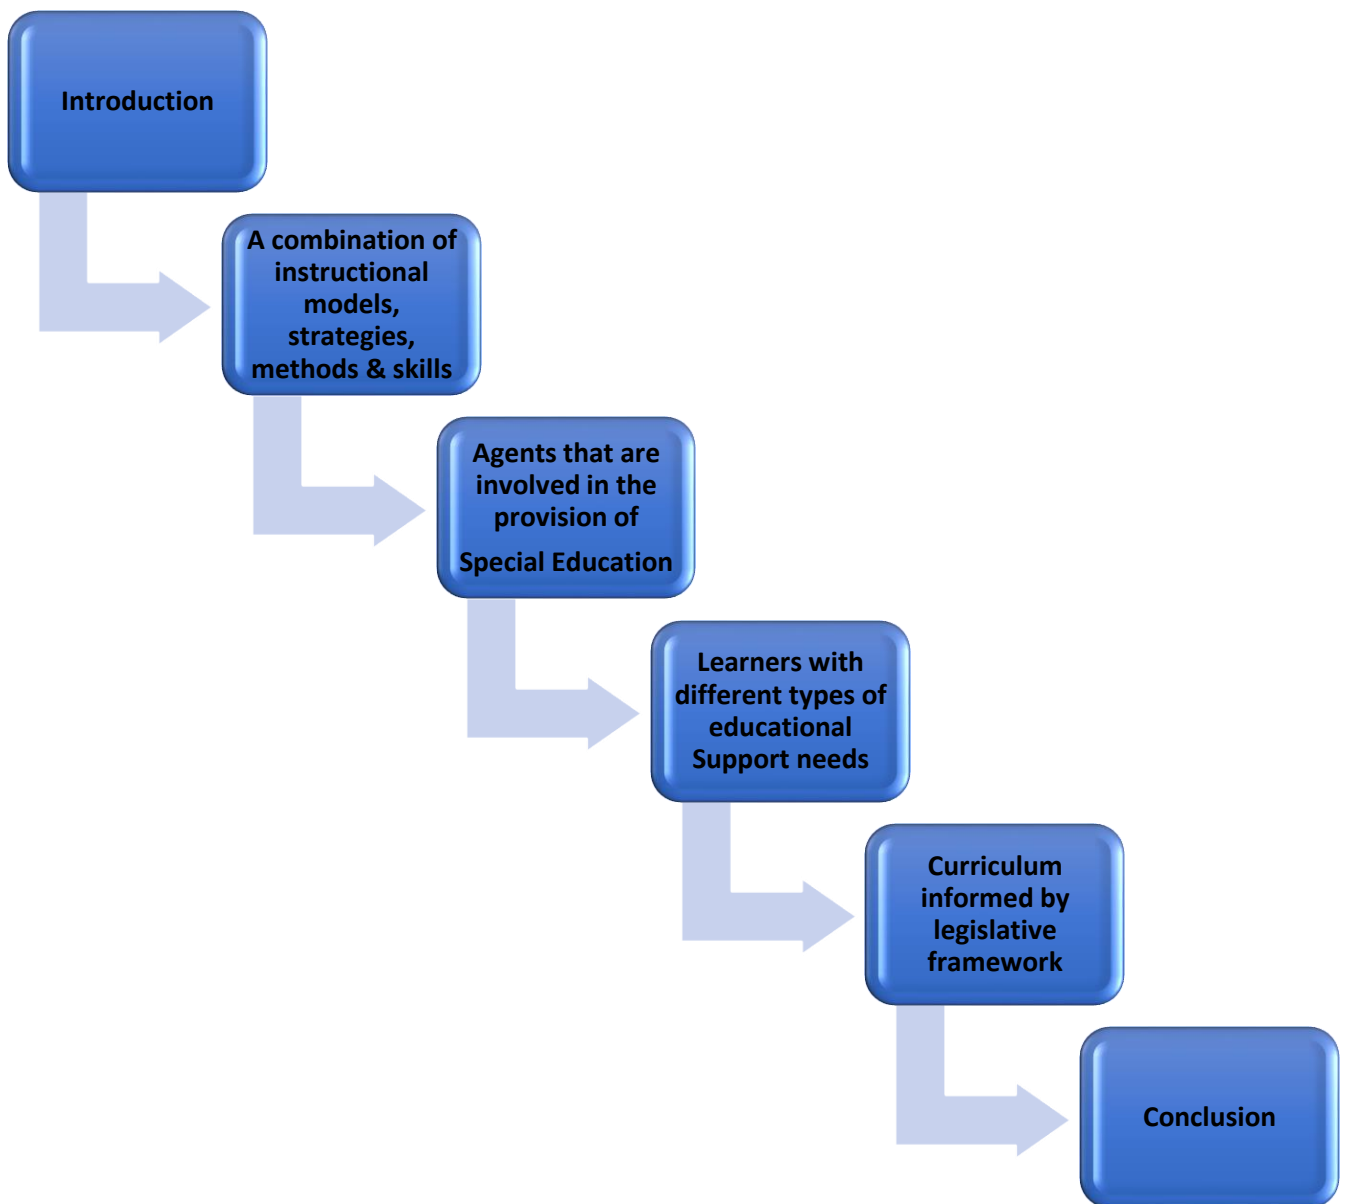 Introduction
A combination of
instructional
models,
strategies,
methods & skills
Agents that are
involved in the
provision of
Special Education
Learners with
different types of
educational
Support needs
Curriculum
informed by
legislative
framework
Conclusion